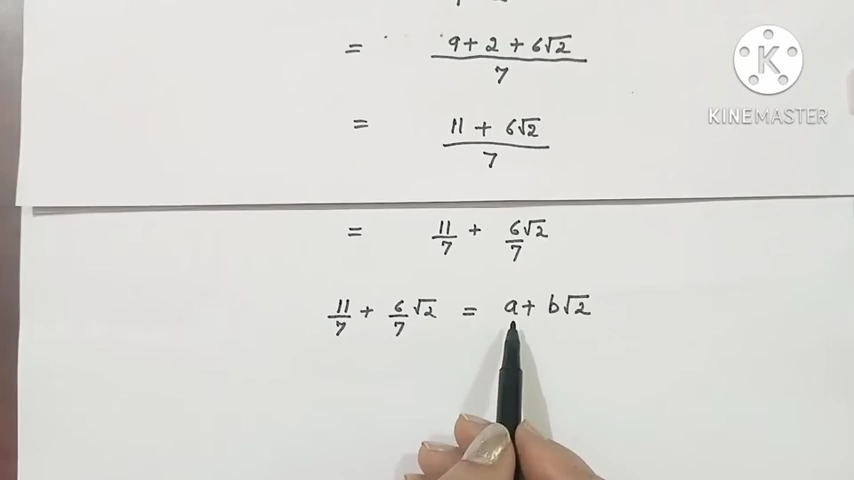 = 9 + 2 + 6√2 / 7
= 11 + 6√2 / 7
= 11/7 + 6√2/7
11/7 + 6/7 √2 = a + b√2
K
KINEMASTER